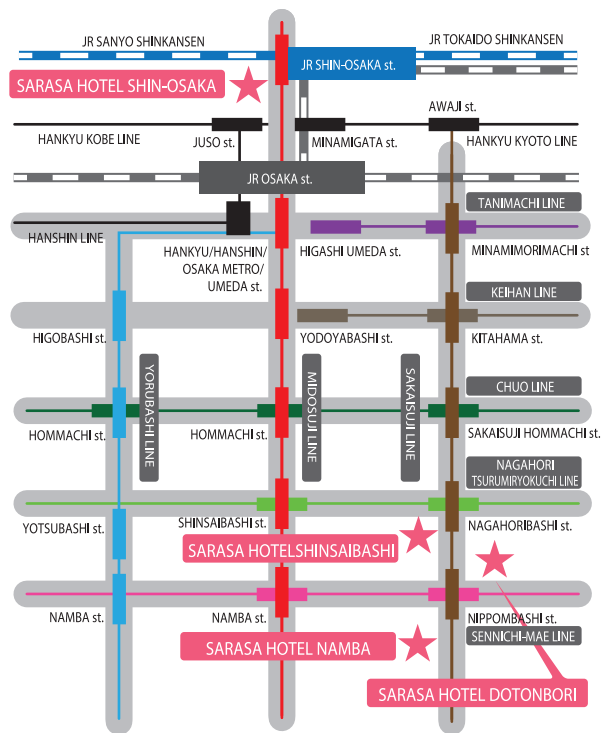 JR SANYO SHINKANSEN
JR TOKAIDO SHINKANSEN
JR SHIN-OSAKA st.
SARASA HOTEL SHIN-OSAKA
AWAJI st.
HANKYU KOBE LINE
JUSO st.
MINAMIGATA st.
HANKYU KYOTO LINE
JR OSAKA st.
TANIMACHI LINE
HANSHIN LINE
HANKYU/HANSHIN/
OSAKA METRO/
UMEDA st.
HIGASHI UMEDA st.
MINAMIMORIMACHI st
KEIHAN LINE
HIGOBASHI st.
YODOYABASHI st.
KITAHAMA st.
YORUBASHI LINE
MIDOSUJI LINE
SAKAISUJI LINE
CHUO LINE
HOMMACHI st.
HOMMACHI st.
SAKAISUJI HOMMACHI st.
NAGAHORI
TSURUMIRYOKUCHI LINE
YOTSUBASHI st.
SHINSAIBASHI st.
NAGAHORIBASHI st.
SARASA HOTELSHINSAIBASHI
NAMBA st.
NAMBA st.
NIPPOMBASHI st.
SENNICHI-MAE LINE
SARASA HOTEL NAMBA
SARASA HOTEL DOTONBORI